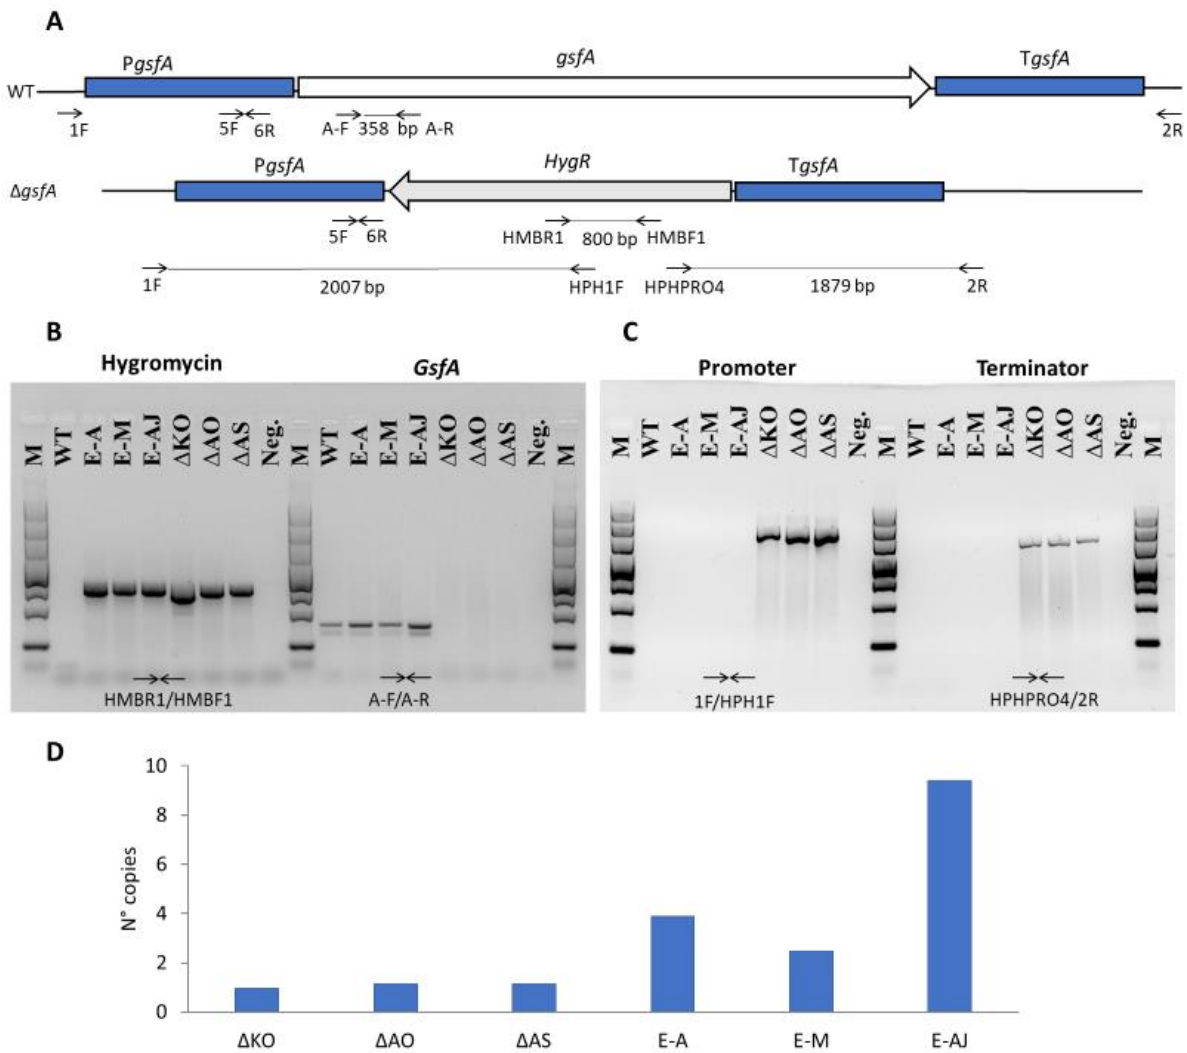 A
PgsfA gsfA TgsfA
WT
1F 5F 6R A-F 358 bp A-R 2R
PgsfA HygR TgsfA
ΔgsfA
5F 6R HMBR1 800 bp HMBF1
1F 2007 bp HPH1F HPHPRO4 1879 bp 2R
B
Hygromycin GsfA
M WT E-A E-M E-AJ ΔKO ΔAO ΔAS Neg. M WT E-A E-M E-AJ ΔKO ΔAO ΔAS Neg. M
HMBR1/HMBF1 A-F/A-R
C
Promoter Terminator
M WT E-A E-M E-AJ ΔKO ΔAO ΔAS Neg. M WT E-A E-M E-AJ ΔKO ΔAO ΔAS Neg. M
1F/HPH1F HPHPRO4/2R
D
N° copies
10
8
6
4
2
0
ΔKO ΔAO ΔAS E-A E-M E-AJ